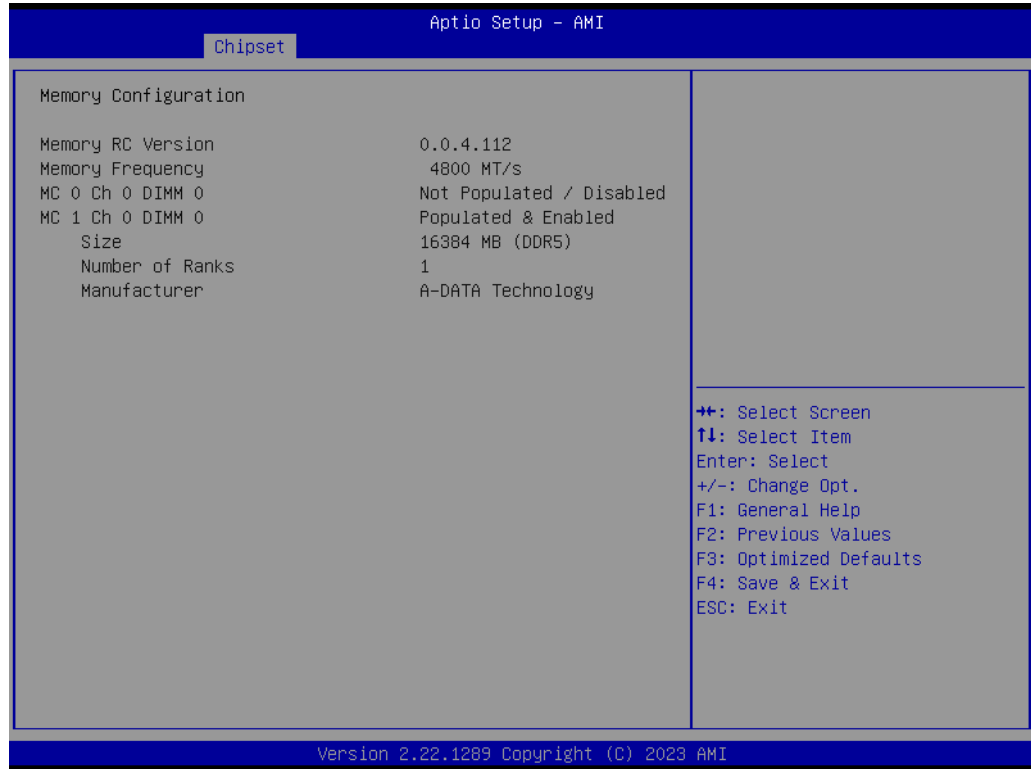 Aptio Setup - AMI
Chipset
Memory Configuration
Memory RC Version 0.0.4.112
Memory Frequency 4800 MT/s
MC 0 Ch 0 DIMM 0 Not Populated / Disabled
MC 1 Ch 0 DIMM 0 Populated & Enabled
Size 16384 MB (DDR5)
Number of Ranks 1
Manufacturer A-DATA Technology
→←: Select Screen
↑↓: Select Item
Enter: Select
+/-: Change Opt.
F1: General Help
F2: Previous Values
F3: Optimized Defaults
F4: Save & Exit
ESC: Exit
Version 2.22.1289 Copyright (C) 2023 AMI